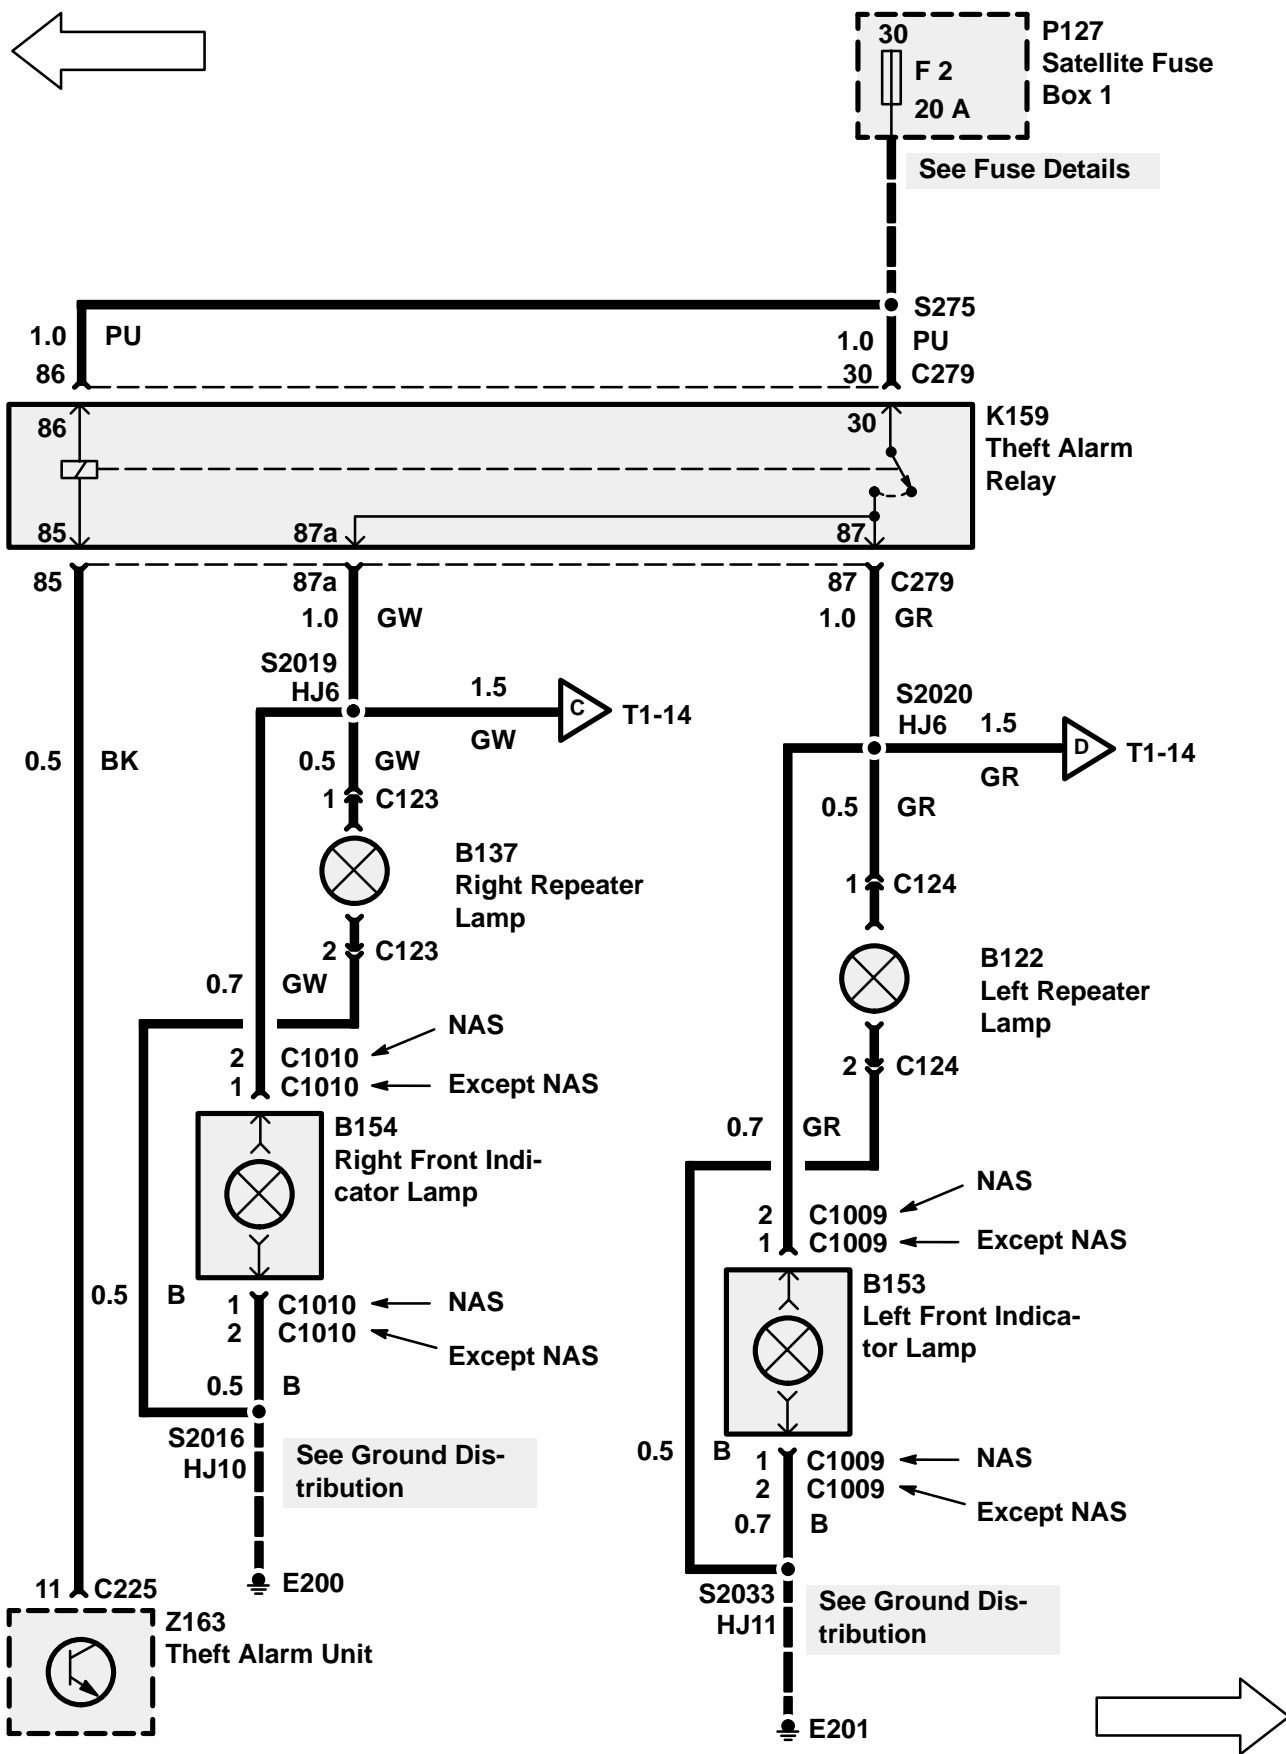 30
F 2
20 A
P127
Satellite Fuse
Box 1
See Fuse Details
S275
1.0 PU
1.0 PU
86
30 C279
86
30
K159
Theft Alarm
Relay
85
87a
87
85
87a
87 C279
1.0 GW
1.0 GR
S2019
HJ6
1.5
GW
C
T1-14
S2020
HJ6
1.5
GR
D
T1-14
0.5 BK
0.5 GW
1 C123
0.5 GR
B137
Right Repeater
Lamp
1 C124
2 C123
B122
Left Repeater
Lamp
0.7 GW
NAS
2 C1010
1 C1010
Except NAS
2 C124
B154
Right Front Indi-
cator Lamp
0.7 GR
NAS
2 C1009
1 C1009
Except NAS
0.5 B
1 C1010
NAS
2 C1010
Except NAS
B153
Left Front Indica-
tor Lamp
0.5 B
S2016
HJ10
See Ground Dis-
tribution
0.5 B
1 C1009
NAS
2 C1009
Except NAS
0.7 B
E200
11 C225
Z163
Theft Alarm Unit
S2033
HJ11
See Ground Dis-
tribution
E201